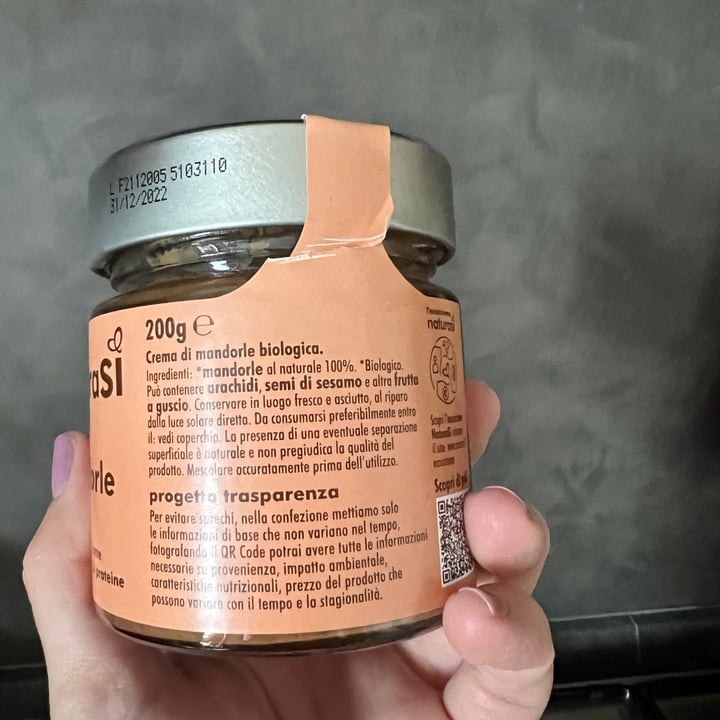 L F2112005 5103110
31/12/2022
200g e
Crema di mandorle biologica.
Ingredienti: *mandorle al naturale 100%. *Biologico.
Può contenere arachidi, semi di sesamo e altra frutta
a guscio. Conservare in luogo fresco e asciutto, al riparo
dalla luce solare diretta. Da consumarsi preferibilmente entro
il: vedi coperchio. La presenza di una eventuale separazione
superficiale è naturale e non pregiudica la qualità del
prodotto. Mescolare accuratamente prima dell'utilizzo.
progetto trasparenza
Per evitare sprechi, nella confezione mettiamo solo
le informazioni di base che non variano nel tempo,
fotografando il QR Code potrai avere tutte le informazioni
necessarie su provenienza, impatto ambientale,
caratteristiche nutrizionali, prezzo del prodotto che
possono variare con il tempo e la stagionalità.
raSì
orle
proteine
naturaSì
Scopri di più